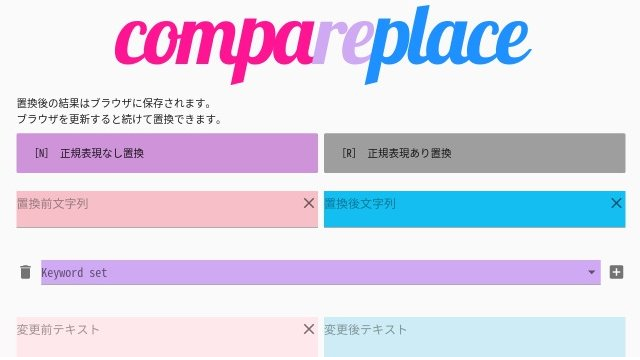 compareplace
置換後の結果はブラウザに保存されます。
ブラウザを更新すると続けて置換できます。
[N] 正規表現なし置換
[R] 正規表現あり置換
置換前文字列
置換後文字列
Keyword set
変更前テキスト
変更後テキスト